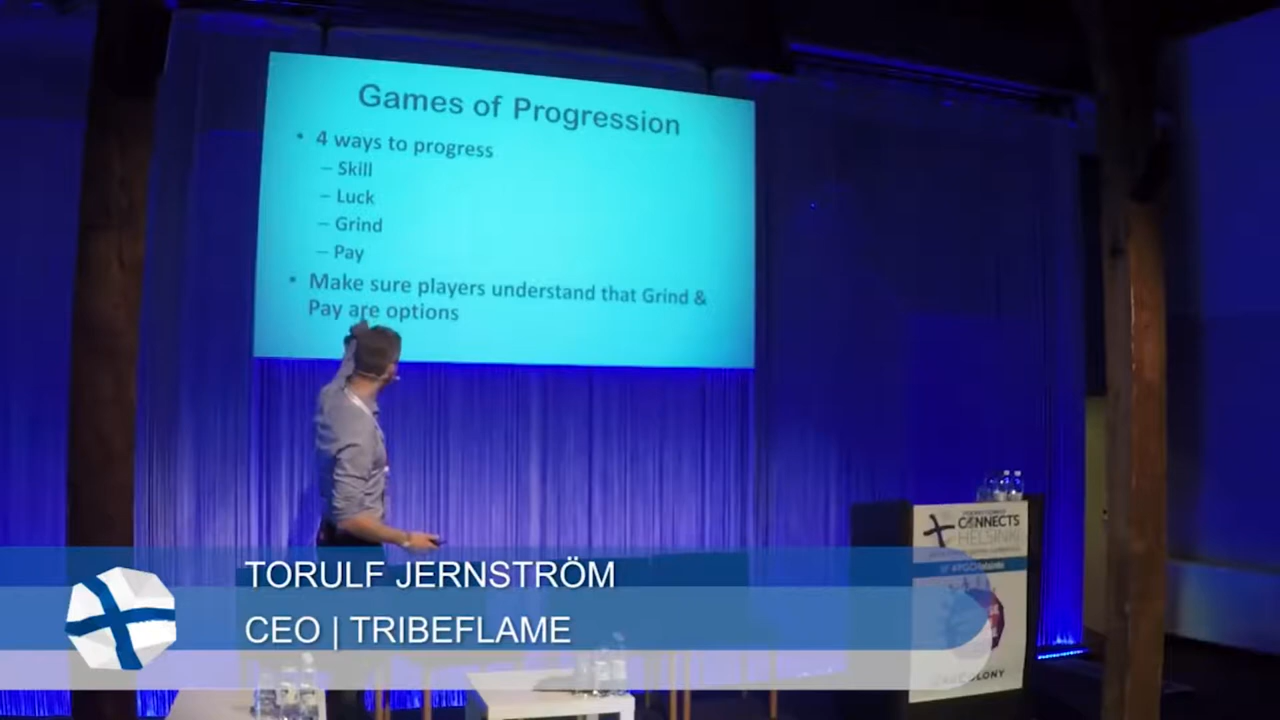 Games of Progression
• 4 ways to progress
– Skill
– Luck
– Grind
– Pay
• Make sure players understand that Grind &
Pay are options
CONNECTS
HELSINKI
TORULF JERNSTRÖM
CEO | TRIBEFLAME